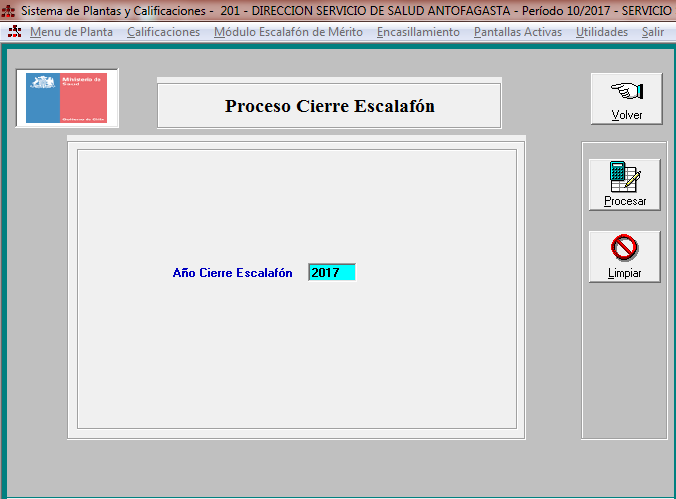 Sistema de Plantas y Calificaciones - 201 - DIRECCION SERVICIO DE SALUD ANTOFAGASTA - Período 10/2017 - SERVICIO
Menu de Planta Calificaciones Módulo Escalafón de Mérito Encasillamiento Pantallas Activas Utilidades Salir
Ministerio de
Salud
Gobierno de Chile
Proceso Cierre Escalafón
Volver
Procesar
Limpiar
Año Cierre Escalafón 2017